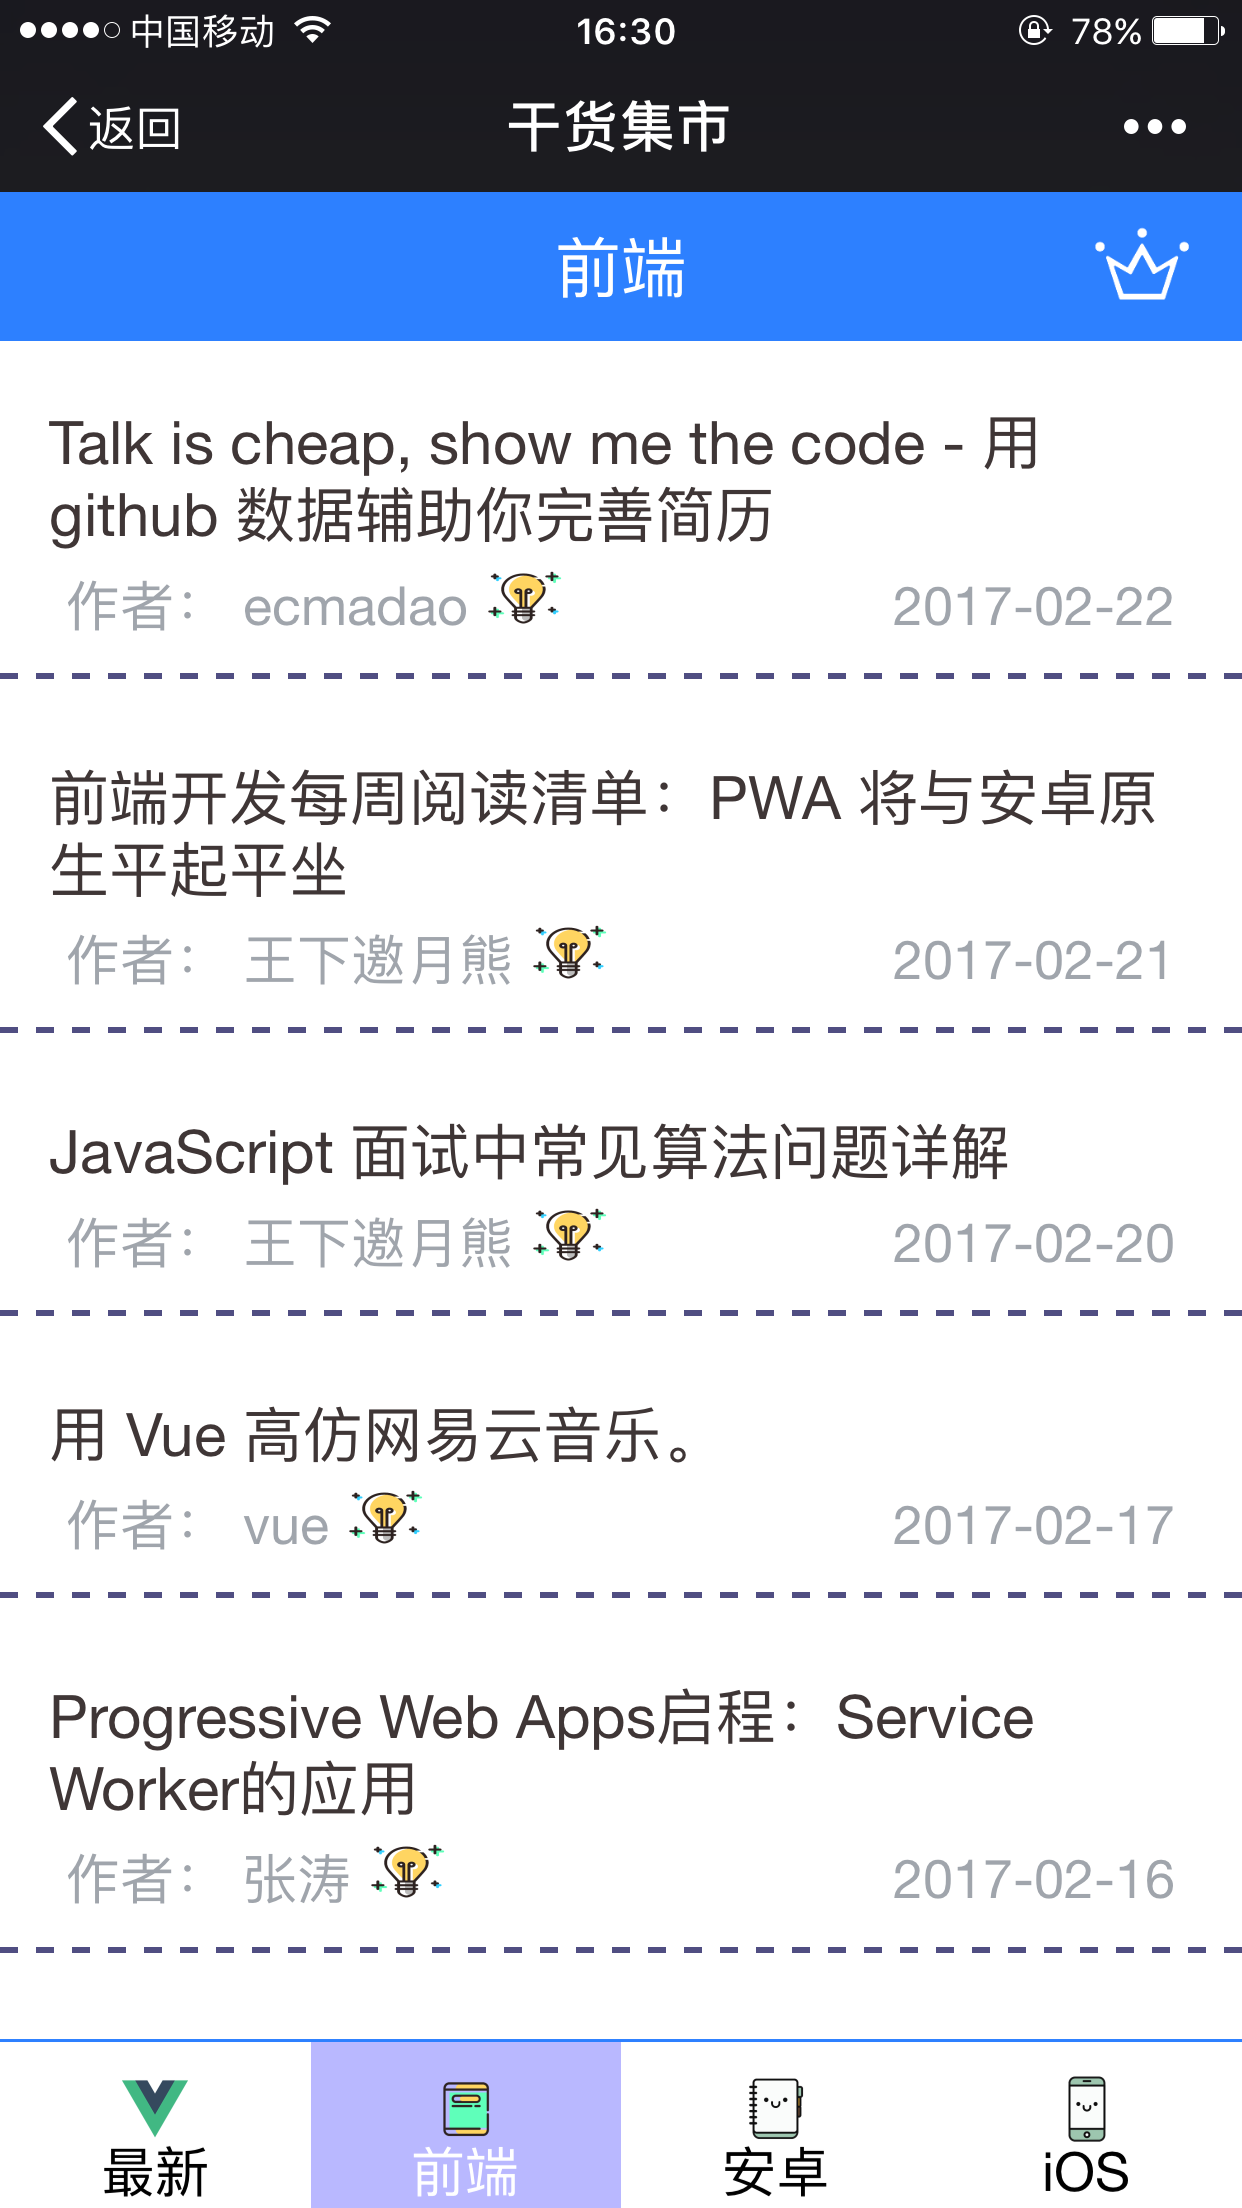 中国移动 16:30 78%
返回 干货集市
前端
Talk is cheap, show me the code - 用
github 数据辅助你完善简历
作者： ecmadao 2017-02-22
前端开发每周阅读清单：PWA 将与安卓原
生平起平坐
作者： 王下邀月熊 2017-02-21
JavaScript 面试中常见算法问题详解
作者： 王下邀月熊 2017-02-20
用 Vue 高仿网易云音乐。
作者： vue 2017-02-17
Progressive Web Apps启程：Service
Worker的应用
作者： 张涛 2017-02-16
最新 前端 安卓 iOS